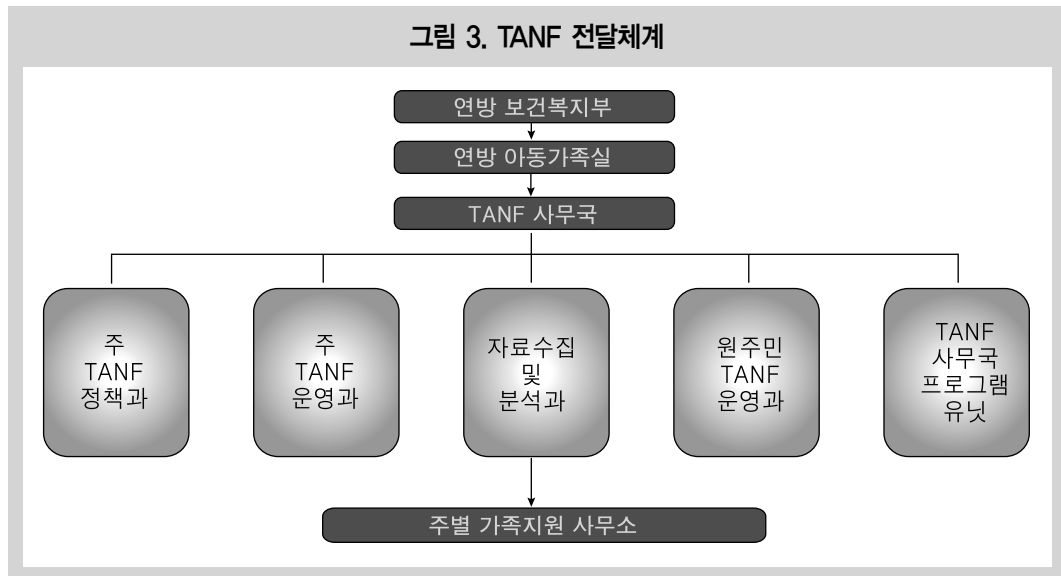 그림 3. TANF 전달체계
연방 보건복지부
연방 아동가족실
TANF 사무국
주
TANF
정책과
주
TANF
운영과
자료수집
및
분석과
원주민
TANF
운영과
TANF
사무국
프로그램
유닛
주별 가족지원 사무소